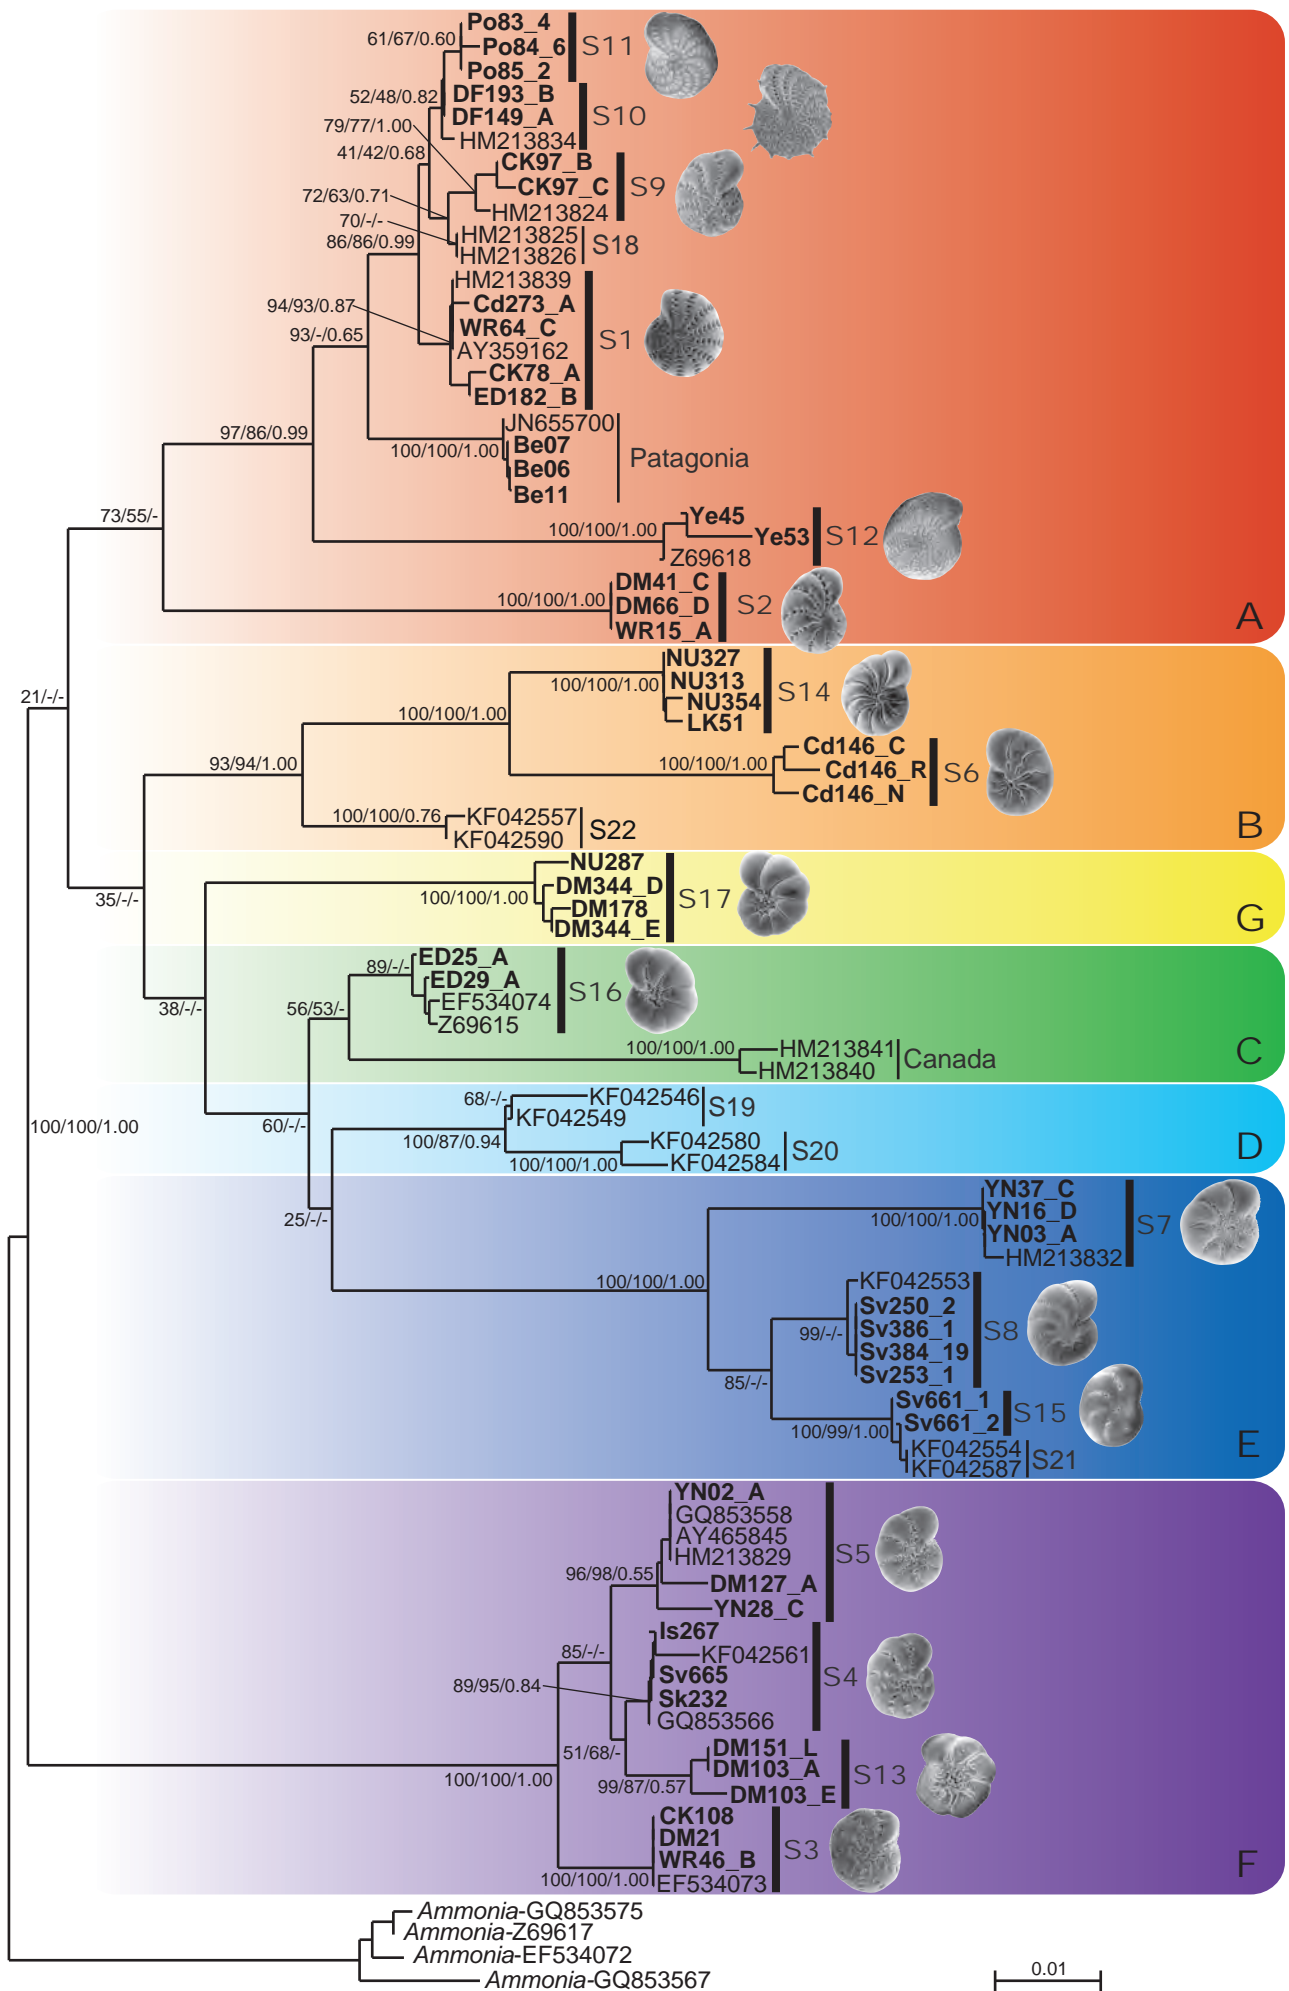 Po83_4
61/67/0.60
Po84_6
S11
Po85_2
52/48/0.82
DF193_B
DF149_A
S10
79/77/1.00
HM213834
41/42/0.68
CK97_B
CK97_C
S9
72/63/0.71
HM213824
70/-/-
HM213825
86/86/0.99
HM213826
S18
HM213839
94/93/0.87
Cd273_A
WR64_C
93/-/0.65
AY359162
S1
CK78_A
ED182_B
JN655700
97/86/0.99
100/100/1.00
Be07
Be06
Patagonia
Be11
73/55/-
Ye45
100/100/1.00
Ye53
S12
Z69618
DM41_C
100/100/1.00
DM66_D
S2
WR15_A
A
NU327
100/100/1.00
NU313
NU354
S14
LK51
21/-/-
100/100/1.00
Cd146_C
93/94/1.00
100/100/1.00
Cd146_R
S6
Cd146_N
100/100/0.76
KF042557
KF042590
S22
B
NU287
DM344_D
S17
35/-/-
100/100/1.00
DM178
DM344_E
G
ED25_A
89/-/-
ED29_A
S16
EF534074
38/-/-
56/53/-
Z69615
100/100/1.00
HM213841
HM213840
Canada
C
68/-/-
KF042546
KF042549
S19
100/100/1.00
60/-/-
100/87/0.94
KF042580
100/100/1.00
KF042584
S20
D
YN37_C
25/-/-
100/100/1.00
YN16_D
S7
YN03_A
HM213832
100/100/1.00
KF042553
Sv250_2
99/-/-
Sv386_1
S8
Sv384_19
85/-/-
Sv253_1
Sv661_1
100/99/1.00
Sv661_2
S15
KF042554
KF042587
S21
E
YN02_A
GQ853558
AY465845
HM213829
S5
96/98/0.55
DM127_A
YN28_C
Is267
85/-/-
KF042561
Sv665
S4
89/95/0.84
Sk232
GQ853566
51/68/-
DM151_L
DM103_A
S13
100/100/1.00
99/87/0.57
DM103_E
CK108
DM21
WR46_B
S3
100/100/1.00
EF534073
F
Ammonia-GQ853575
Ammonia-Z69617
Ammonia-EF534072
Ammonia-GQ853567
0.01